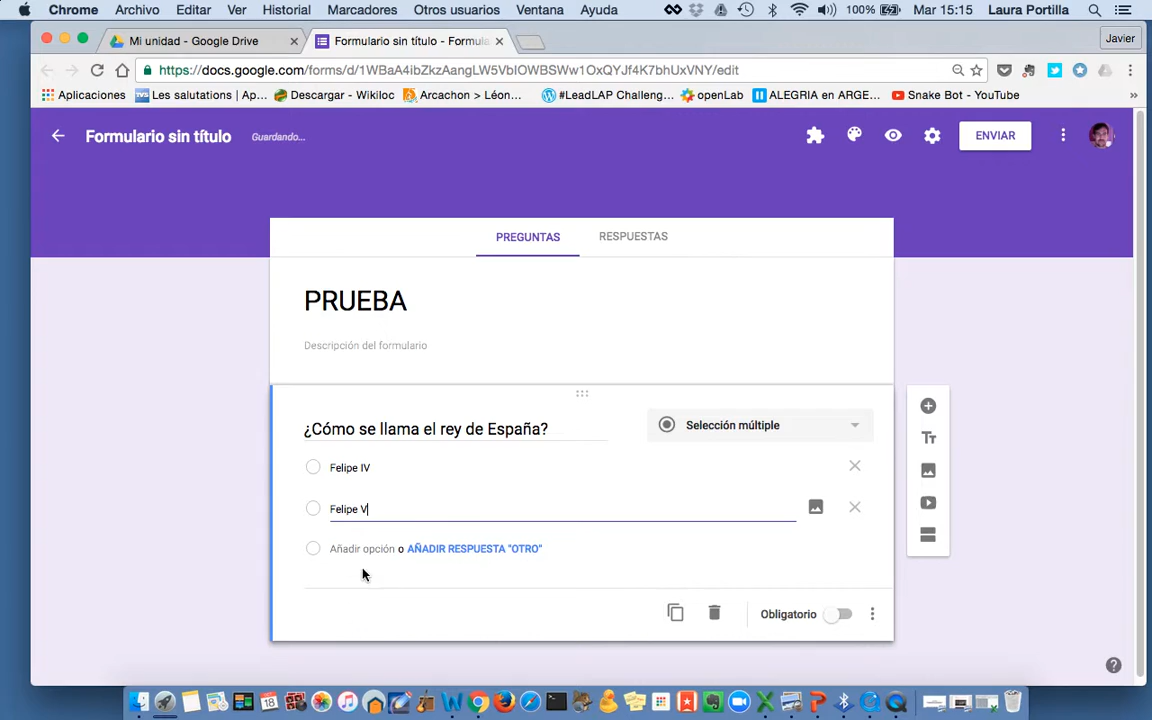 Chrome Archivo Editar Ver Historial Marcadores Otros usuarios Ventana Ayuda 100% Mar 15:15 Laura Portilla
Mi unidad - Google Drive Formulario sin título - Formula Javier
https://docs.google.com/forms/d/1WBaA4ibZkzAangLW5VbIOWBSWw1OxQYJf4K7bhUxVNY/edit
Aplicaciones Les salutations | Ap... Descargar - Wikiloc Arcachon > Léon... #LeadLAP Challeng... openLab ALEGRIA en ARGE... Snake Bot - YouTube »
Formulario sin título Guardando... ENVIAR
PREGUNTAS RESPUESTAS
PRUEBA
Descripción del formulario
¿Cómo se llama el rey de España? Selección múltiple
Felipe IV
Felipe V
Añadir opción o AÑADIR RESPUESTA "OTRO"
Obligatorio